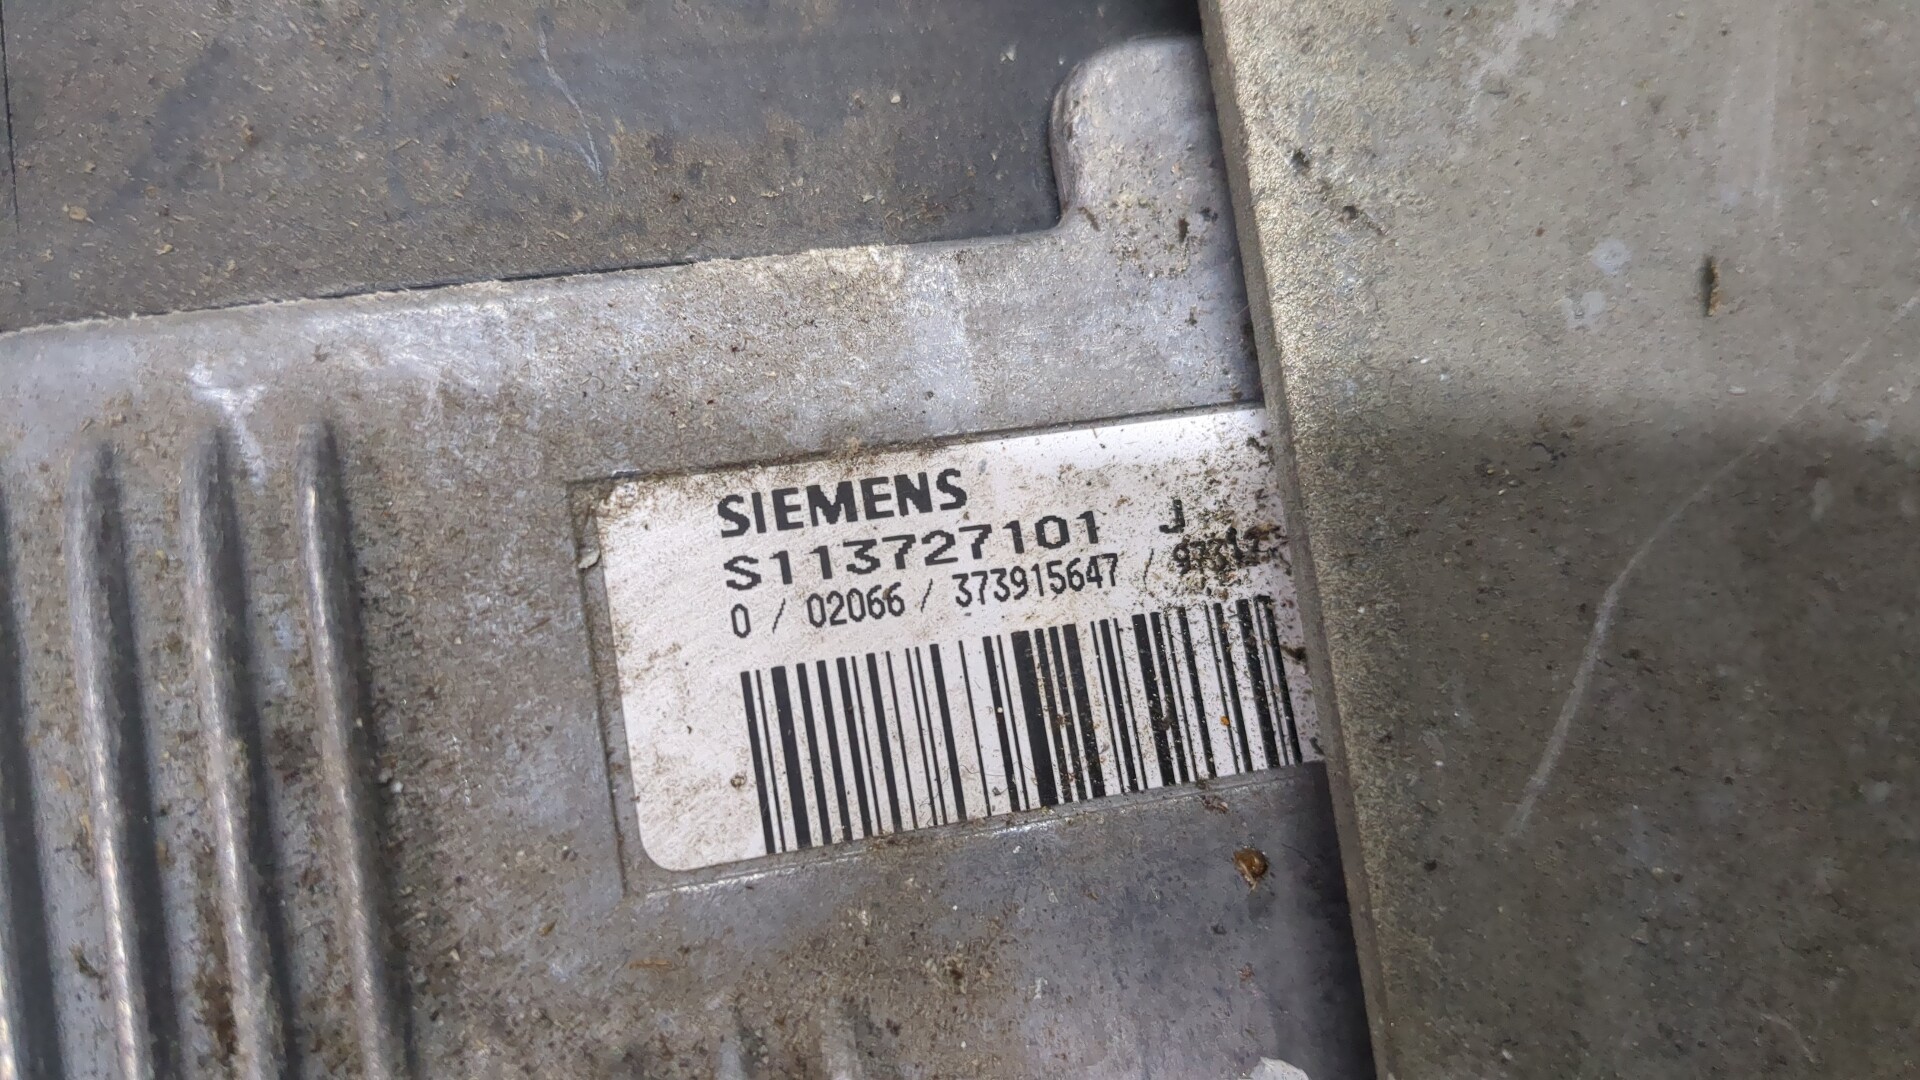 SIEMENS
S113727101 J
0 / 02066 / 373915647 /